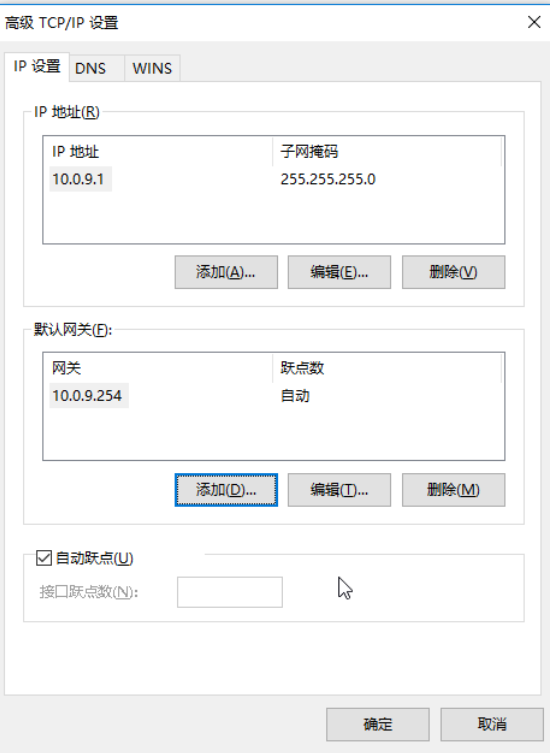 高级 TCP/IP 设置
IP 设置 DNS WINS
IP 地址(R)
IP 地址 子网掩码
10.0.9.1 255.255.255.0
添加(A)... 编辑(E)... 删除(V)
默认网关(F):
网关 跃点数
10.0.9.254 自动
添加(D)... 编辑(T)... 删除(M)
自动跃点(U)
接口跃点数(N):
确定 取消